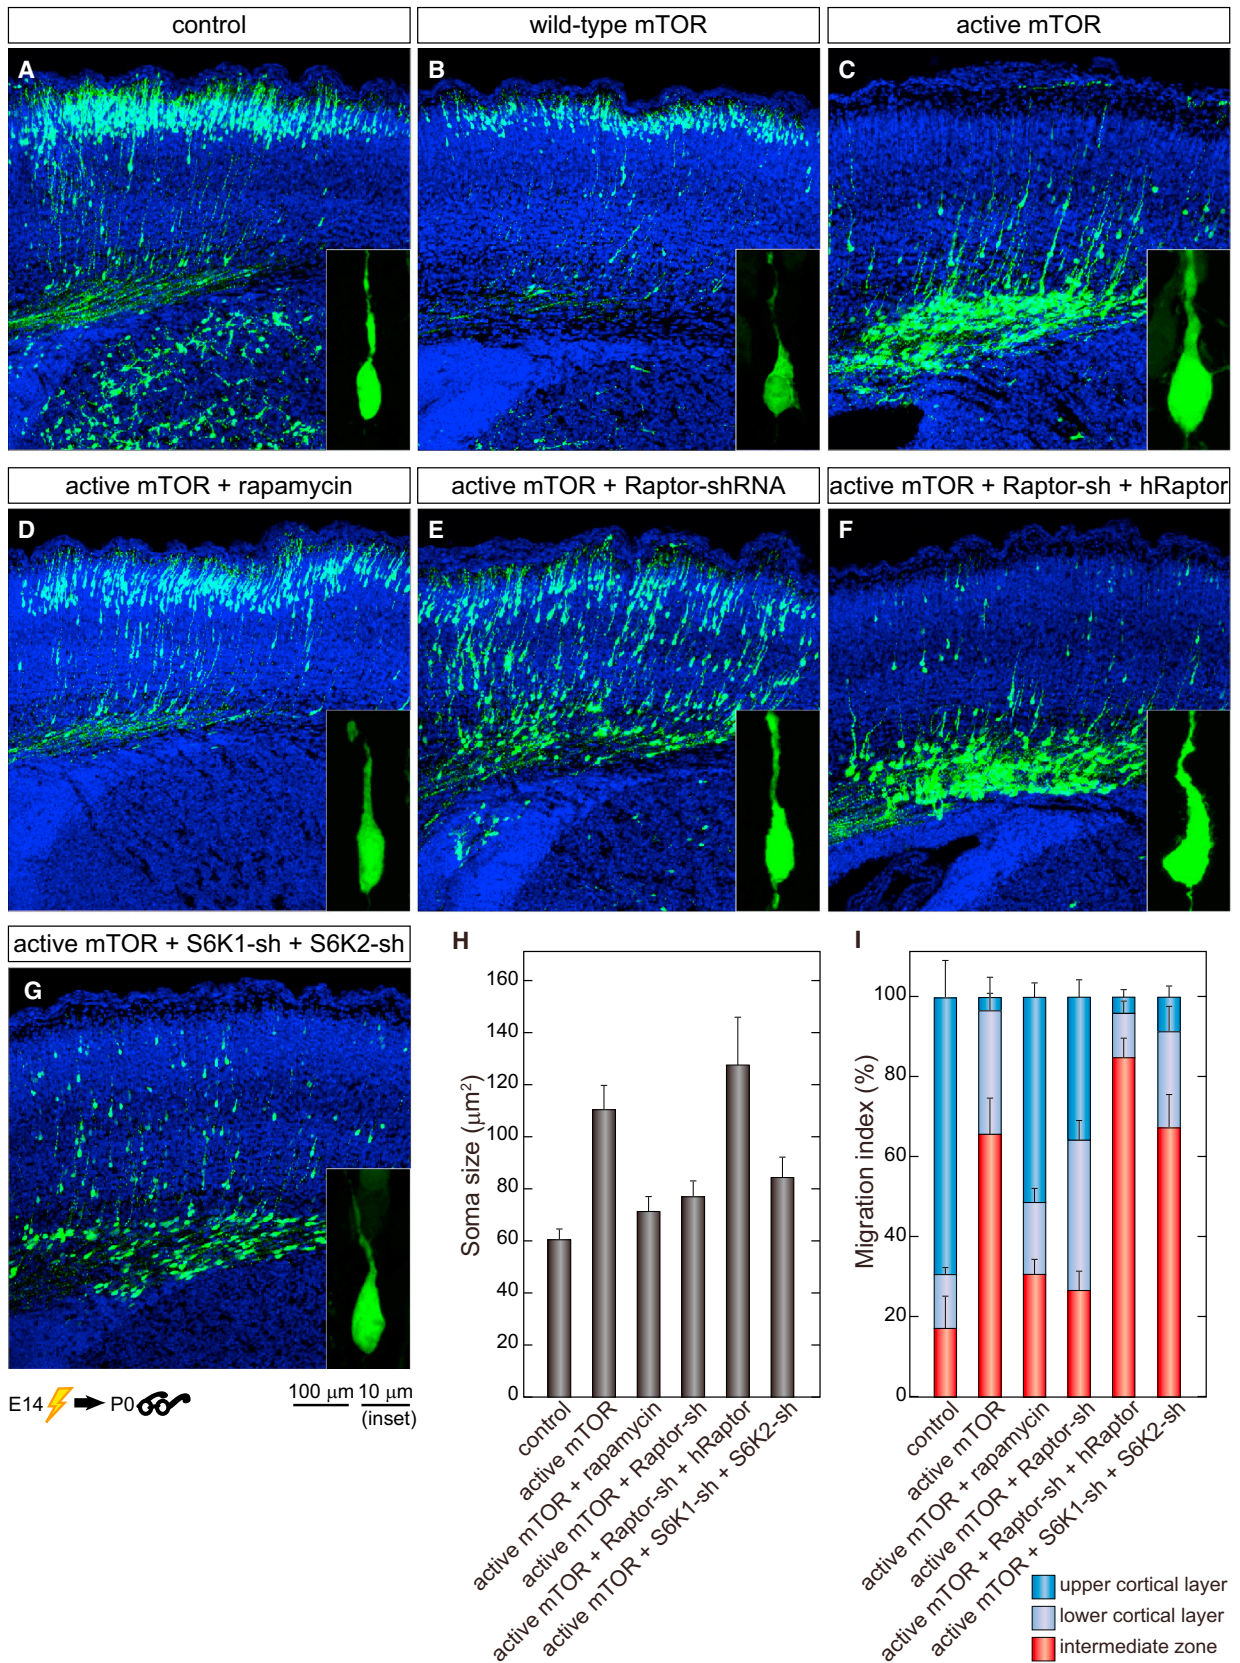 control
wild-type mTOR
active mTOR
A
B
C
active mTOR + rapamycin
active mTOR + Raptor-shRNA
active mTOR + Raptor-sh + hRaptor
D
E
F
active mTOR + S6K1-sh + S6K2-sh
G
E14
P0
100 μm
10 μm
(inset)
H
Soma size (μm²)
160
140
120
100
80
60
40
20
0
control
active mTOR
active mTOR + rapamycin
active mTOR + Raptor-sh
active mTOR + Raptor-sh + hRaptor
active mTOR + S6K1-sh + S6K2-sh
I
Migration index (%)
100
80
60
40
20
0
control
active mTOR
active mTOR + rapamycin
active mTOR + Raptor-sh
active mTOR + Raptor-sh + hRaptor
active mTOR + S6K1-sh + S6K2-sh
upper cortical layer
lower cortical layer
intermediate zone